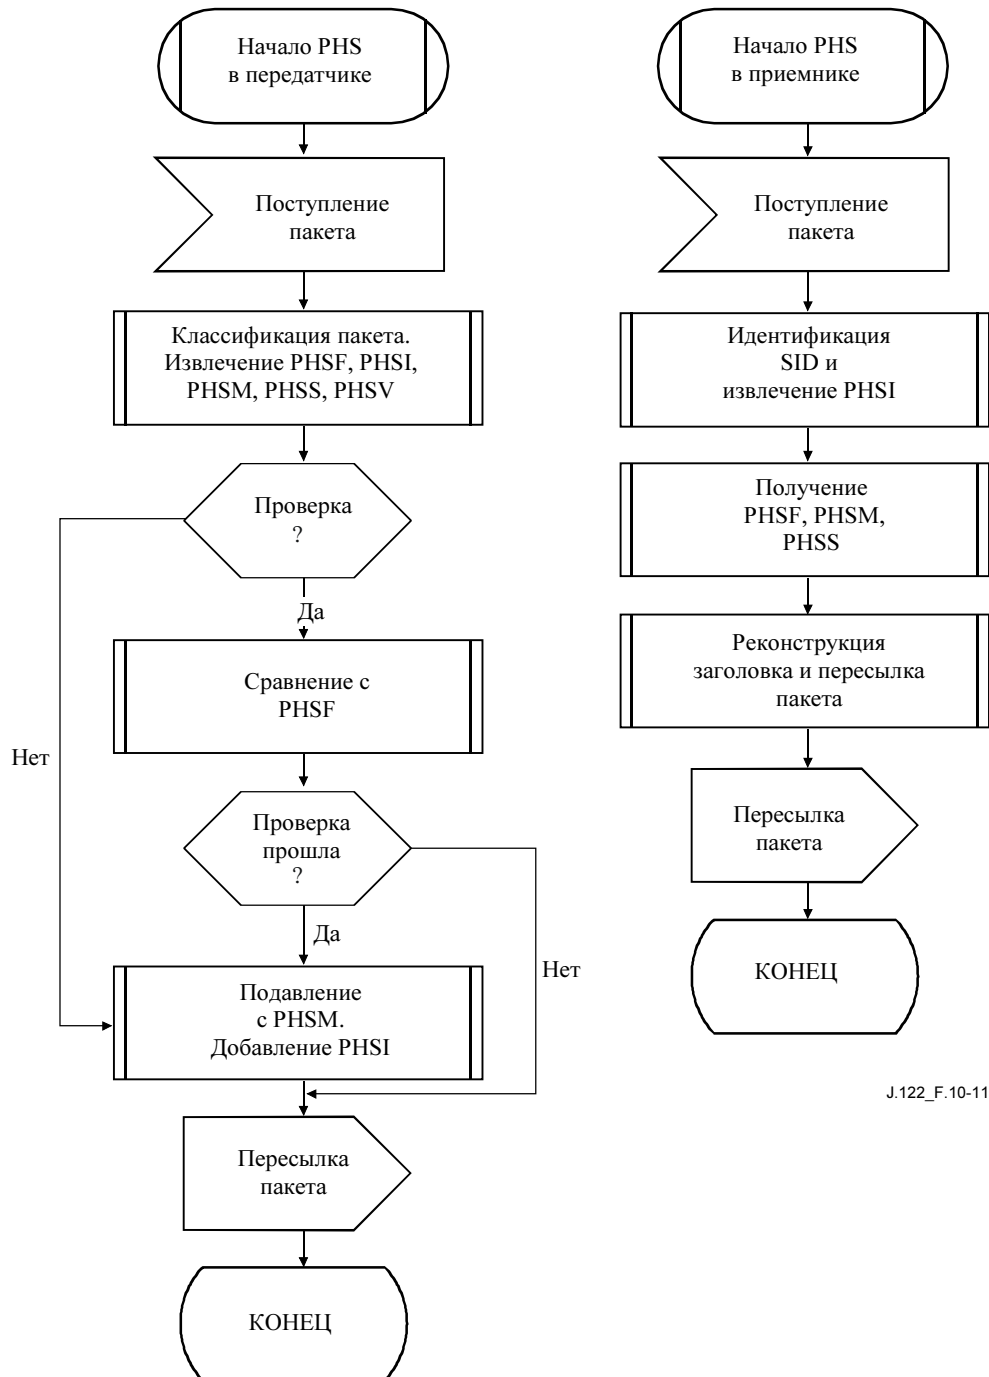 Начало PHS
в передатчике
Поступление
пакета
Классификация пакета.
Извлечение PHSF, PHSI,
PHSM, PHSS, PHSV
Проверка
?
Да
Сравнение с
PHSF
Нет
Проверка
прошла
?
Да
Нет
Подавление
с PHSM.
Добавление PHSI
Пересылка
пакета
КОНЕЦ
Начало PHS
в приемнике
Поступление
пакета
Идентификация
SID и
извлечение PHSI
Получение
PHSF, PHSM,
PHSS
Реконструкция
заголовка и пересылка
пакета
Пересылка
пакета
КОНЕЦ
J.122_F.10-11